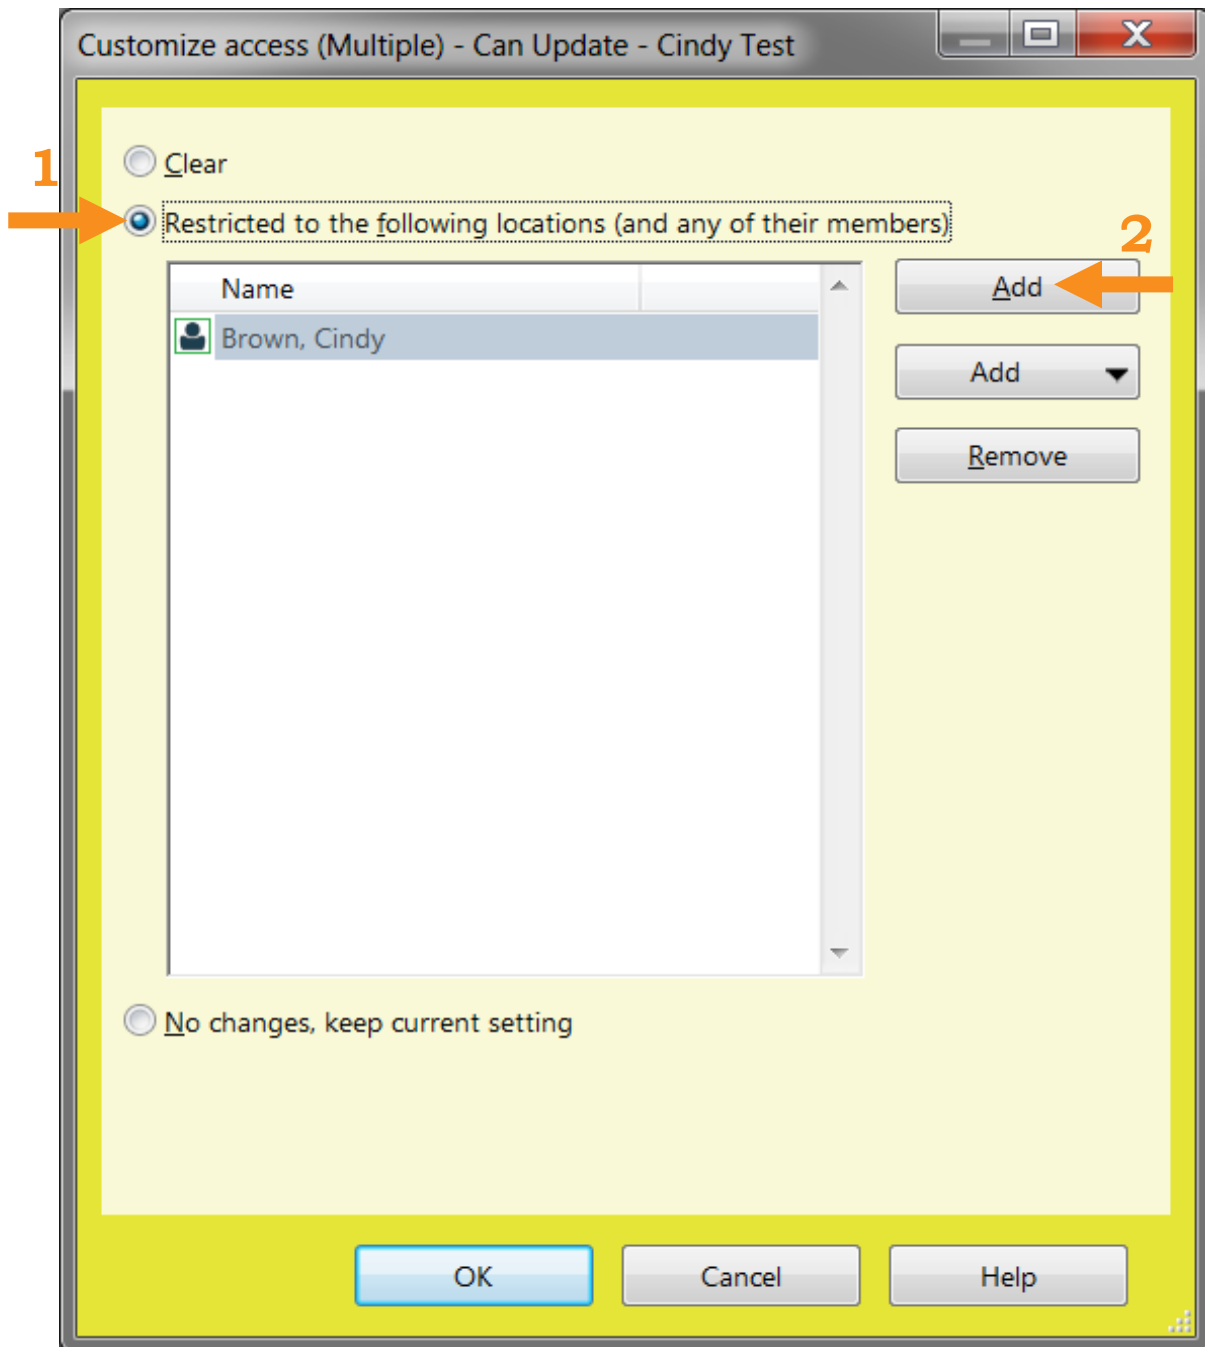 Customize access (Multiple) - Can Update - Cindy Test
1
Clear
Restricted to the following locations (and any of their members)
2
Name
Add
Brown, Cindy
Add
Remove
No changes, keep current setting
OK
Cancel
Help